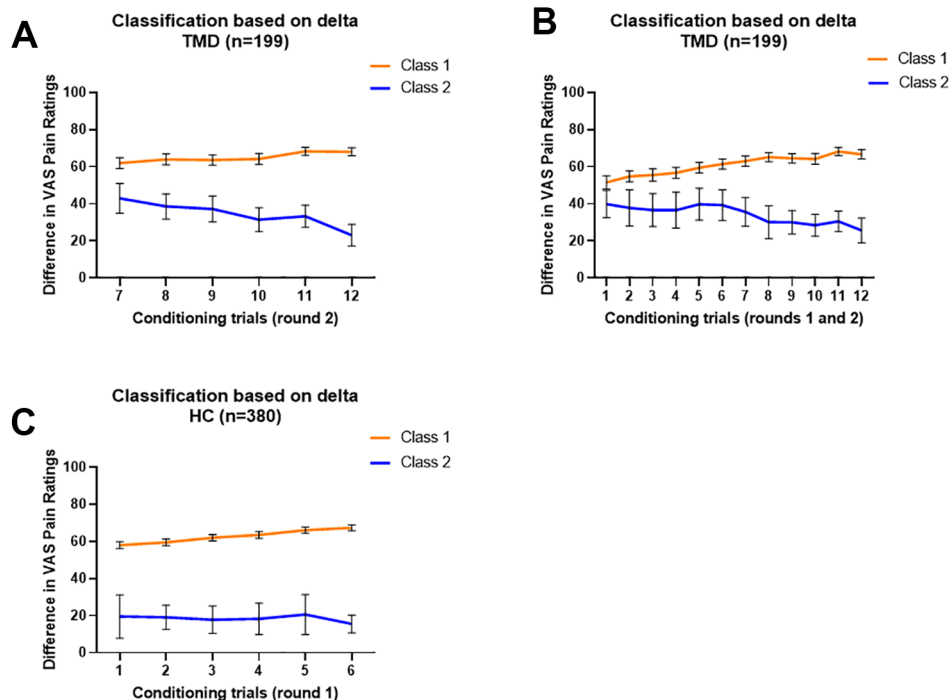 A
Classification based on delta
TMD (n=199)
Class 1
Class 2
Difference in VAS Pain Ratings
100
80
60
40
20
0
7 8 9 10 11 12
Conditioning trials (round 2)
B
Classification based on delta
TMD (n=199)
Class 1
Class 2
Difference in VAS Pain Ratings
100
80
60
40
20
0
1 2 3 4 5 6 7 8 9 10 11 12
Conditioning trials (rounds 1 and 2)
C
Classification based on delta
HC (n=380)
Class 1
Class 2
Difference in VAS Pain Ratings
100
80
60
40
20
0
1 2 3 4 5 6
Conditioning trials (round 1)